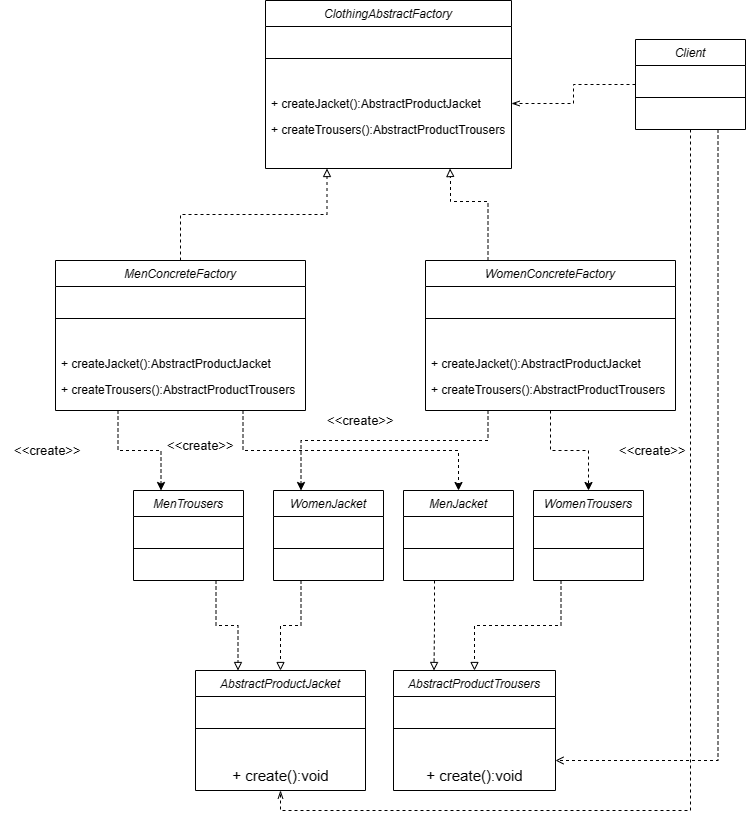 ClothingAbstractFactory
+ createJacket():AbstractProductJacket
+ createTrousers():AbstractProductTrousers
Client
MenConcreteFactory
+ createJacket():AbstractProductJacket
+ createTrousers():AbstractProductTrousers
WomenConcreteFactory
+ createJacket():AbstractProductJacket
+ createTrousers():AbstractProductTrousers
<<create>>
<<create>>
<<create>>
<<create>>
MenTrousers
WomenJacket
MenJacket
WomenTrousers
AbstractProductJacket
+ create():void
AbstractProductTrousers
+ create():void